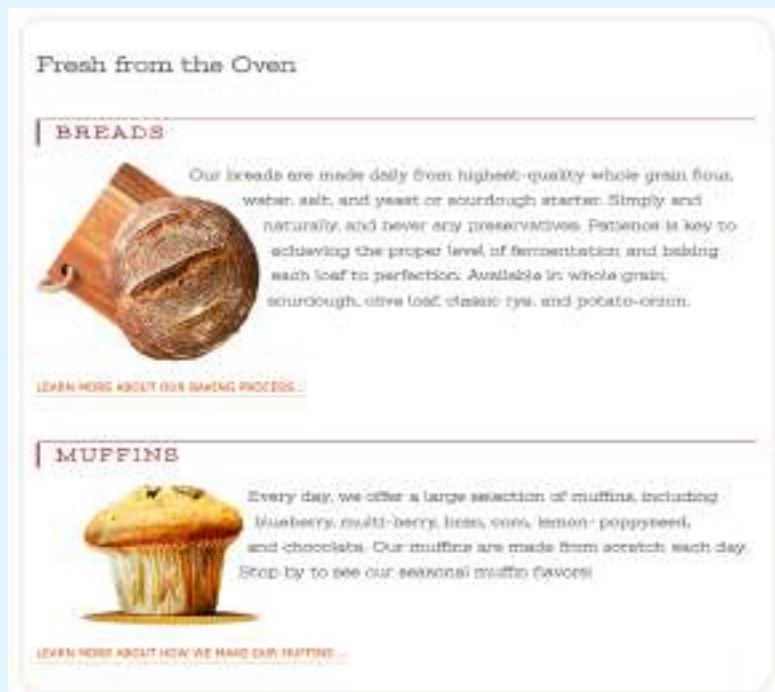 Fresh from the Oven
BREADS
Our breads are made daily from highest-quality whole grain flour,
water, salt, and yeast or sourdough starter. Simply and
naturally, and never any preservatives. Patience is key to
achieving the proper level of fermentation and baking
each loaf to perfection. Available in whole grain,
sourdough, olive loaf, classic rye, and potato-onion.
LEARN MORE ABOUT OUR BAKING PROCESS...
MUFFINS
Every day, we offer a large selection of muffins, including
blueberry, multi-berry, bran, corn, lemon-poppyseed,
and chocolate. Our muffins are made from scratch each day.
Stop by to see our seasonal muffin flavors!
LEARN MORE ABOUT HOW WE MAKE OUR MUFFINS...